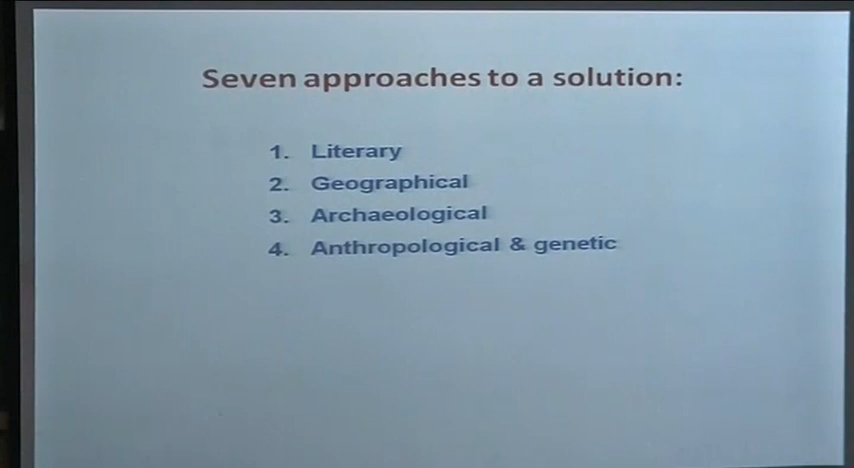 Seven approaches to a solution:
1. Literary
2. Geographical
3. Archaeological
4. Anthropological & genetic